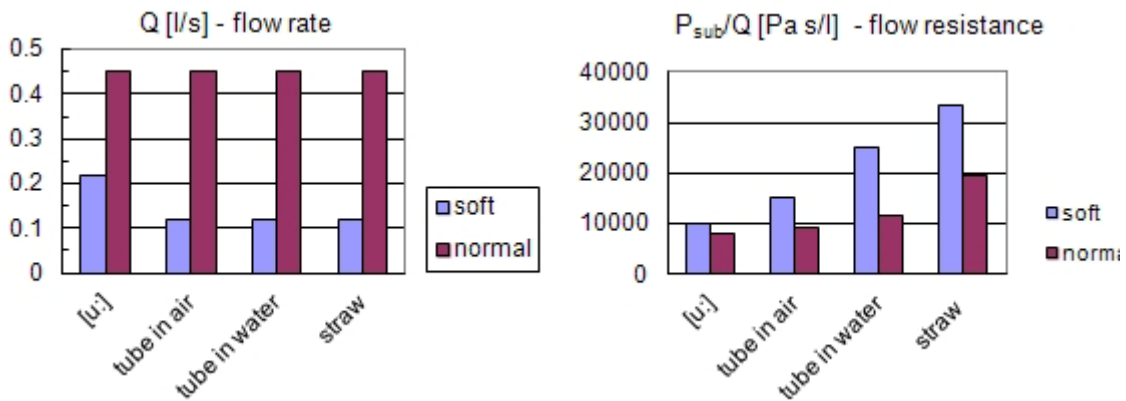 Q [l/s] - flow rate
0.5
0.4
0.3
0.2
0.1
0
[u:]
tube in air
tube in water
straw
soft
normal
Psub/Q [Pa s/l] - flow resistance
40000
30000
20000
10000
0
[u:]
tube in air
tube in water
straw
soft
norma